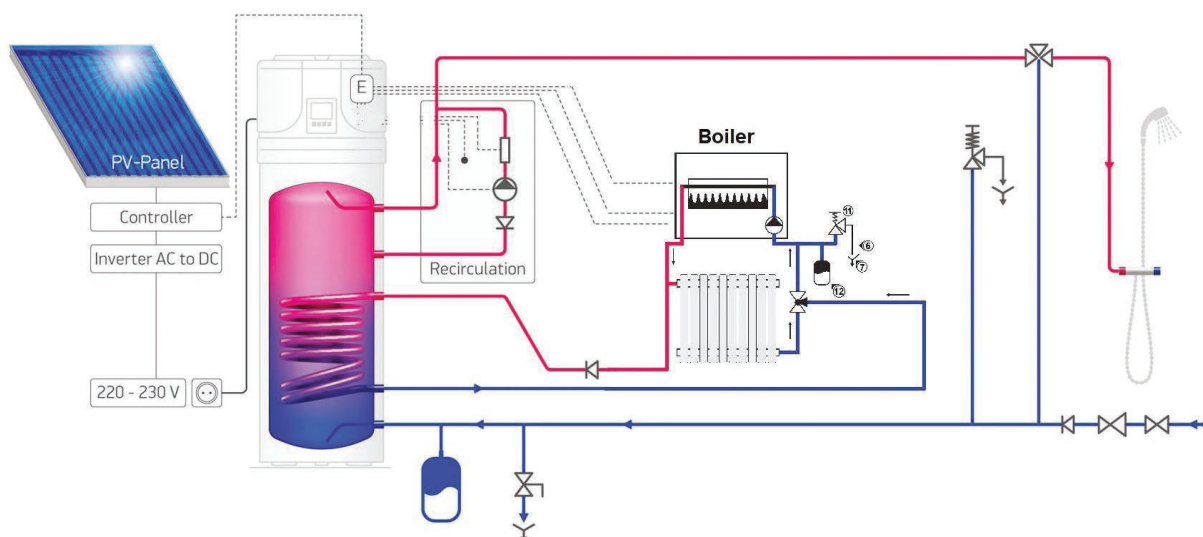 PV-Panel
Controller
Inverter AC to DC
220 - 230 V
E
Recirculation
Boiler
11
6
7
12